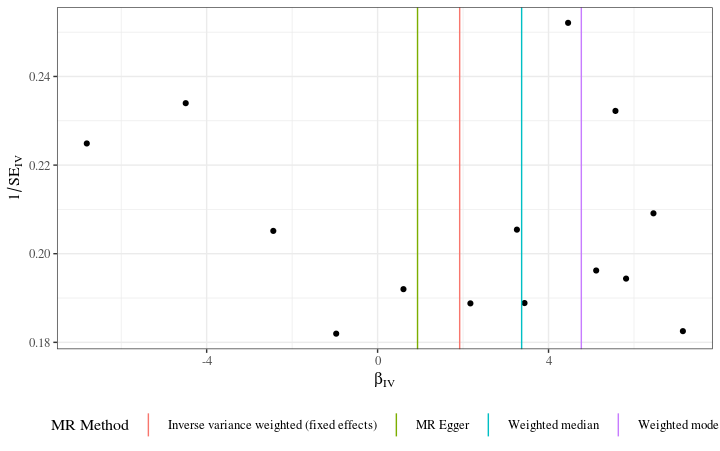 0.24
0.22
0.20
0.18
1/SE_IV
-4 0 4
β_IV
MR Method Inverse variance weighted (fixed effects) MR Egger Weighted median Weighted mode